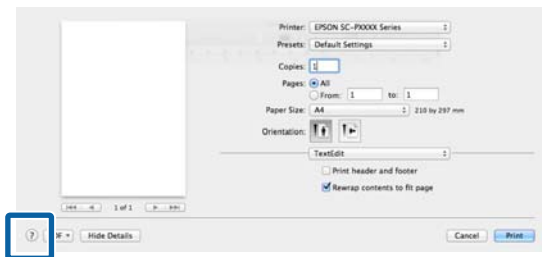 Printer: EPSON SC-PXXXX Series
Presets: Default Settings
Copies: 1
Pages: All
From: 1 to: 1
Paper Size: A4 210 by 297 mm
Orientation:
TextEdit
Print header and footer
Rewrap contents to fit page
1 of 1
? DF Hide Details Cancel Print